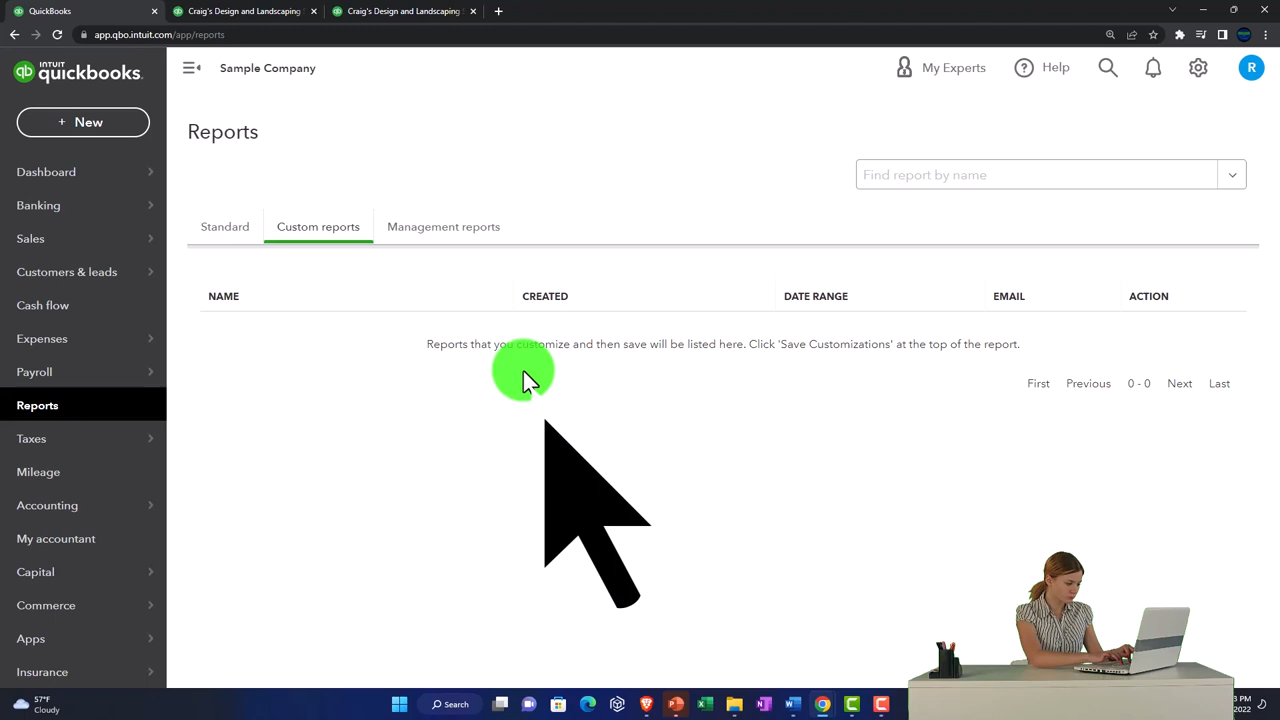 QuickBooks
Craig's Design and Landscaping
Craig's Design and Landscaping
app.qbo.intuit.com/app/reports
INTUIT
quickbooks.
Sample Company
My Experts
Help
R
+ New
Reports
Find report by name
Dashboard
Banking
Sales
Customers & leads
Cash flow
Expenses
Payroll
Reports
Taxes
Mileage
Accounting
My accountant
Capital
Commerce
Apps
Insurance
Standard
Custom reports
Management reports
NAME
CREATED
DATE RANGE
EMAIL
ACTION
Reports that you customize and then save will be listed here. Click 'Save Customizations' at the top of the report.
First
Previous
0 - 0
Next
Last
57°F
Cloudy
Search